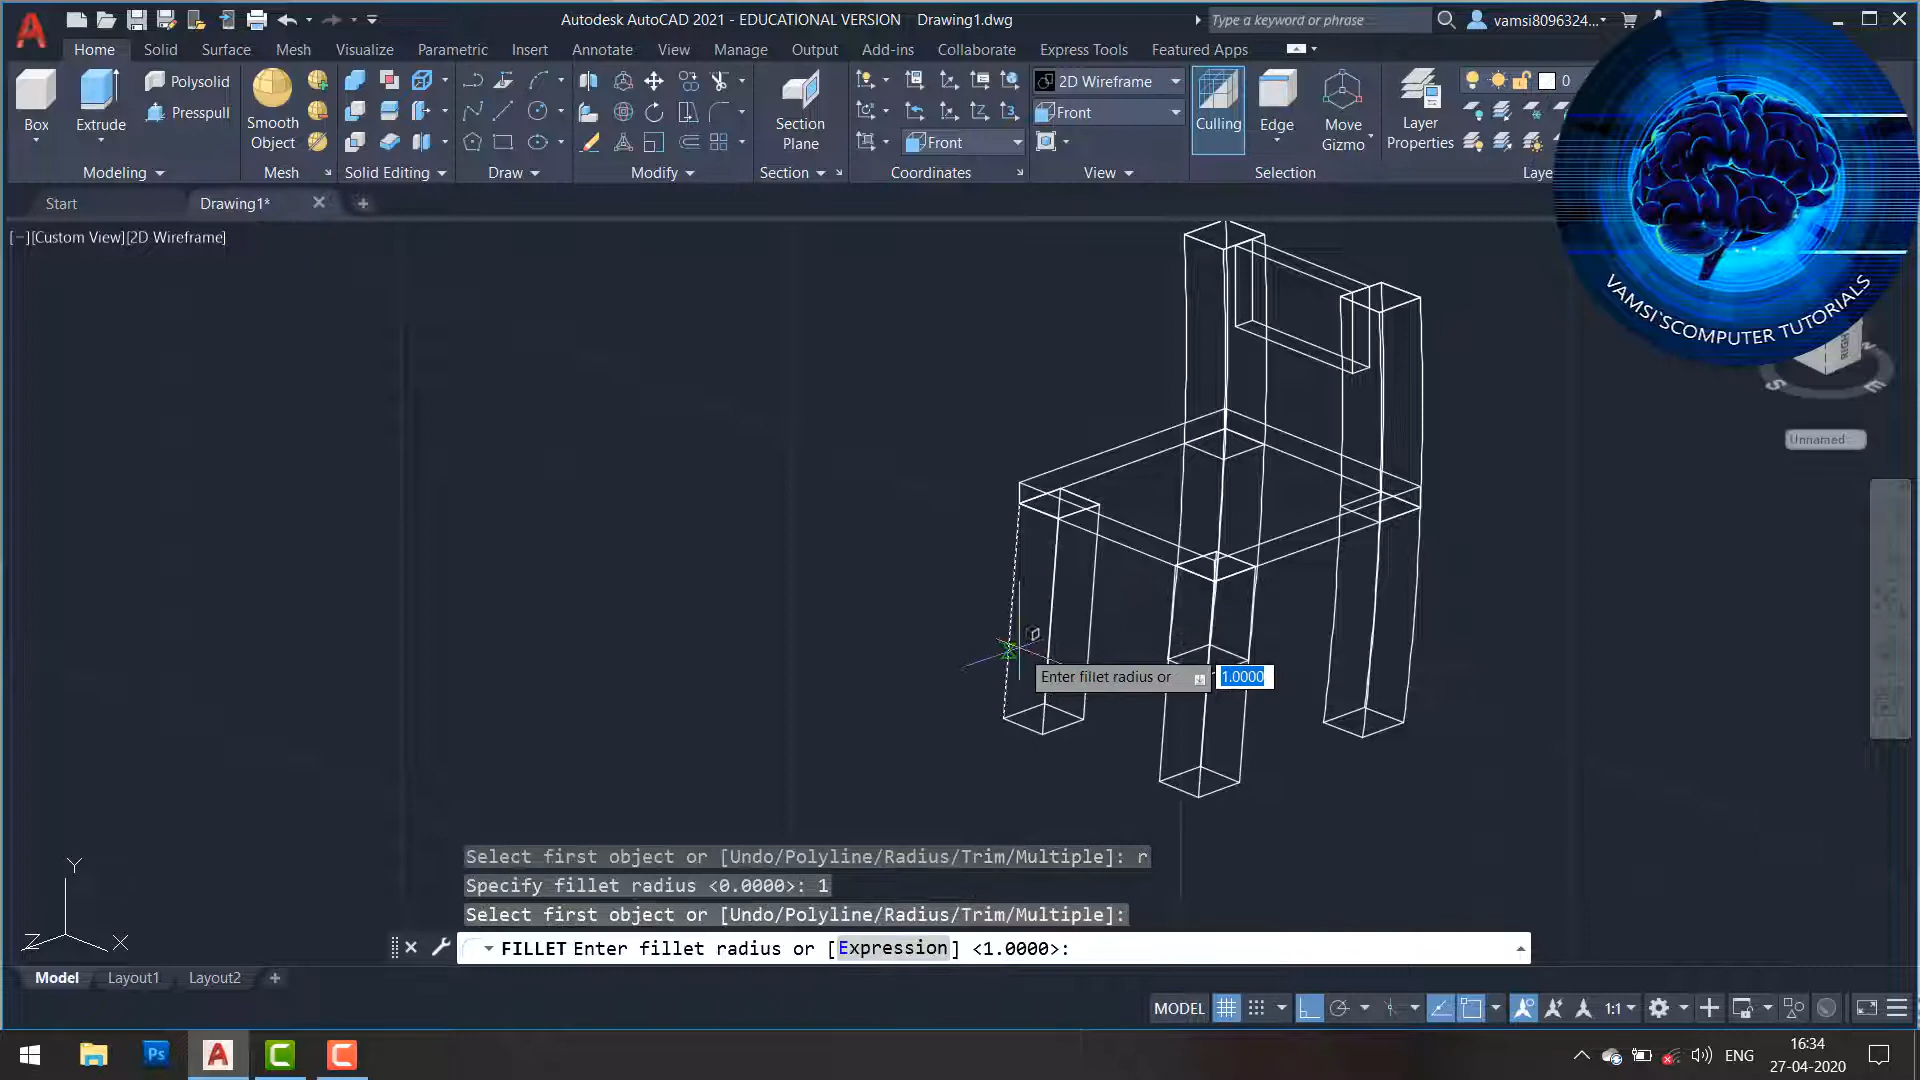 Autodesk AutoCAD 2021 - EDUCATIONAL VERSION Drawing1.dwg
Type a keyword or phrase
vamsi8096324...
Home Solid Surface Mesh Visualize Parametric Insert Annotate View Manage Output Add-ins Collaborate Express Tools Featured Apps
Box
Extrude
Polysolid
Presspull
Smooth
Object
Section
Plane
2D Wireframe
Front
Front
Culling
Edge
Move
Gizmo
Layer
Properties
0
Modeling
Mesh
Solid Editing
Draw
Modify
Section
Coordinates
View
Selection
Laye
Start
Drawing1*
[−][Custom View][2D Wireframe]
VAMSI`SCOMPUTER TUTORIALS
RIGH
S
E
Unnamed
Enter fillet radius or
1.0000
Select first object or [Undo/Polyline/Radius/Trim/Multiple]: r
Specify fillet radius <0.0000>: 1
Select first object or [Undo/Polyline/Radius/Trim/Multiple]:
FILLET Enter fillet radius or [Expression] <1.0000>:
Y
Z
X
Model Layout1 Layout2
MODEL
1:1
Ps
ENG
16:34
27-04-2020